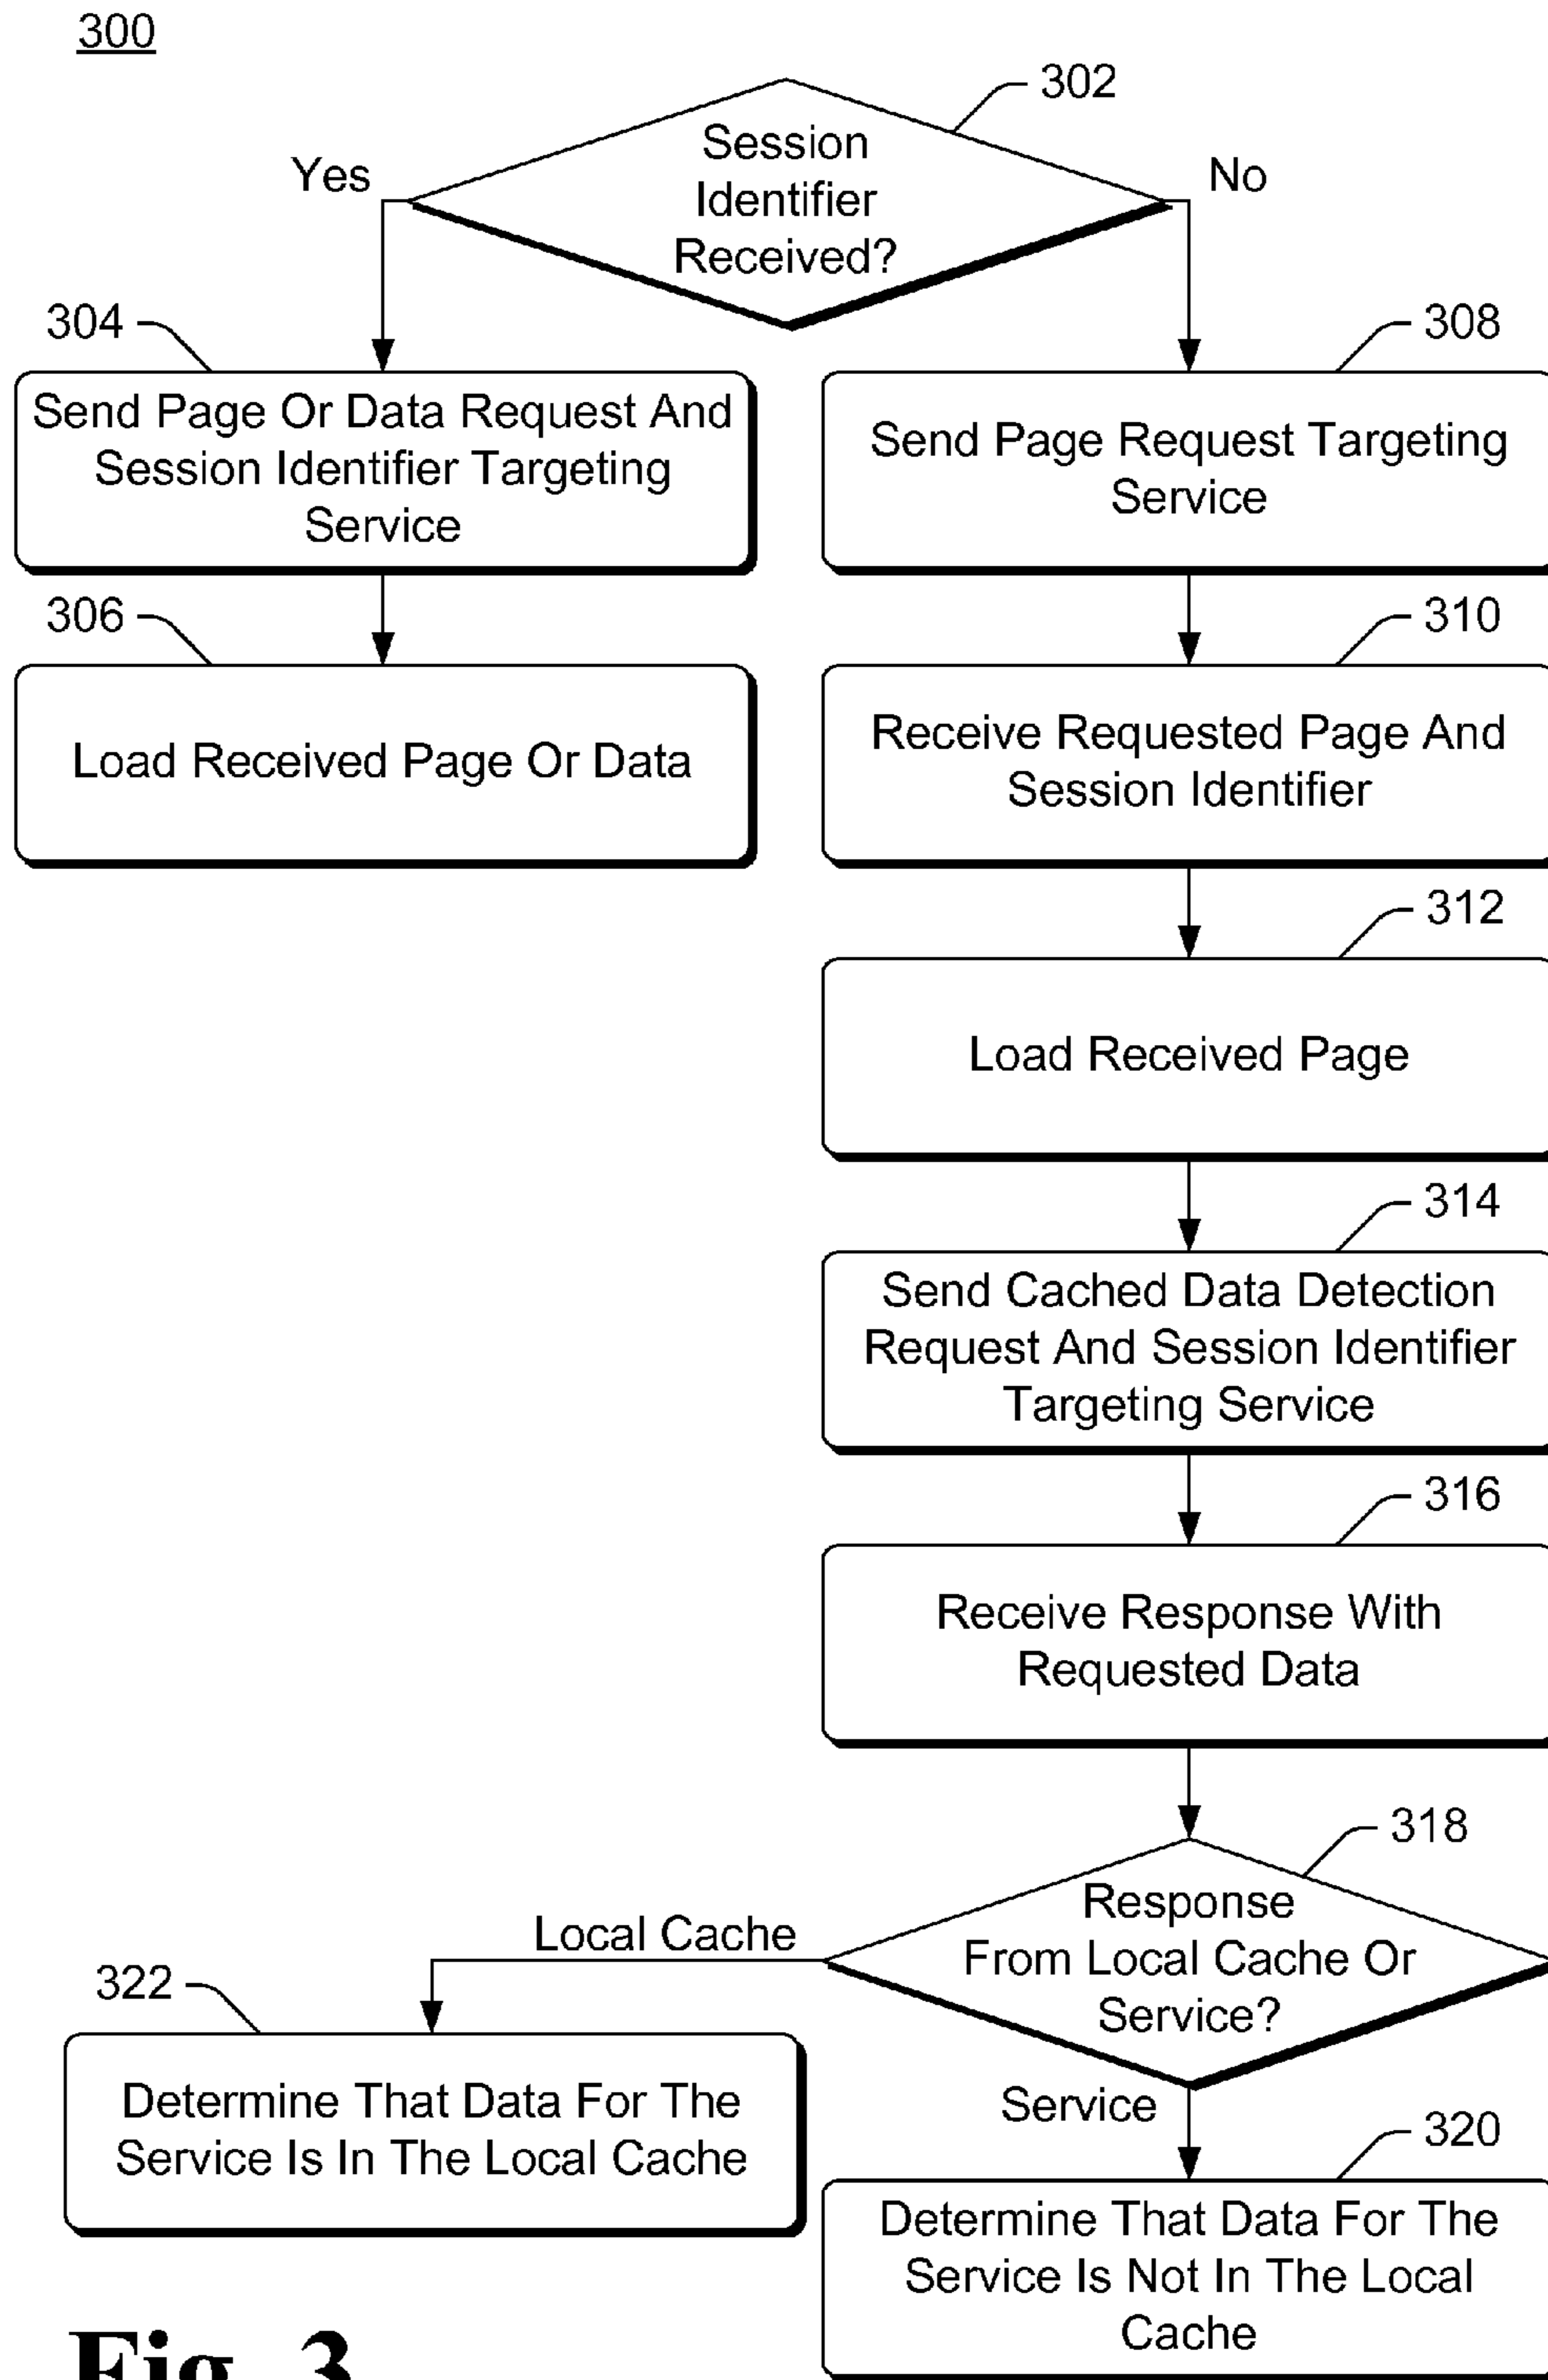 300
302
Session
Identifier
Received?
Yes
No
304
Send Page Or Data Request And
Session Identifier Targeting
Service
306
Load Received Page Or Data
308
Send Page Request Targeting
Service
310
Receive Requested Page And
Session Identifier
312
Load Received Page
314
Send Cached Data Detection
Request And Session Identifier
Targeting Service
316
Receive Response With
Requested Data
318
Response
From Local Cache Or
Service?
Local Cache
322
Determine That Data For The
Service Is In The Local Cache
Service
320
Determine That Data For The
Service Is Not In The Local
Cache
Fig. 3